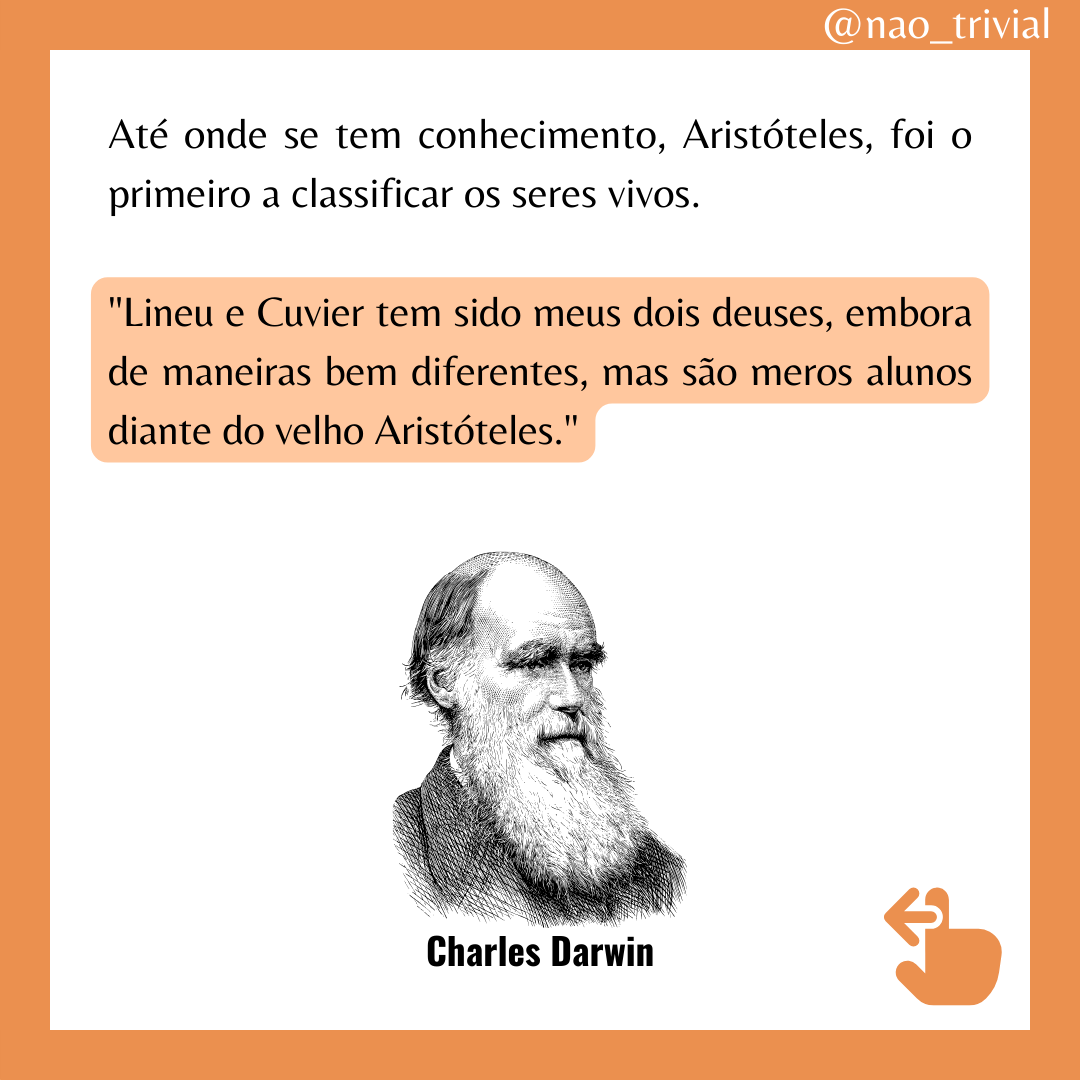 @nao_trivial
Até onde se tem conhecimento, Aristóteles, foi o
primeiro a classificar os seres vivos.
"Lineu e Cuvier tem sido meus dois deuses, embora
de maneiras bem diferentes, mas são meros alunos
diante do velho Aristóteles."
Charles Darwin